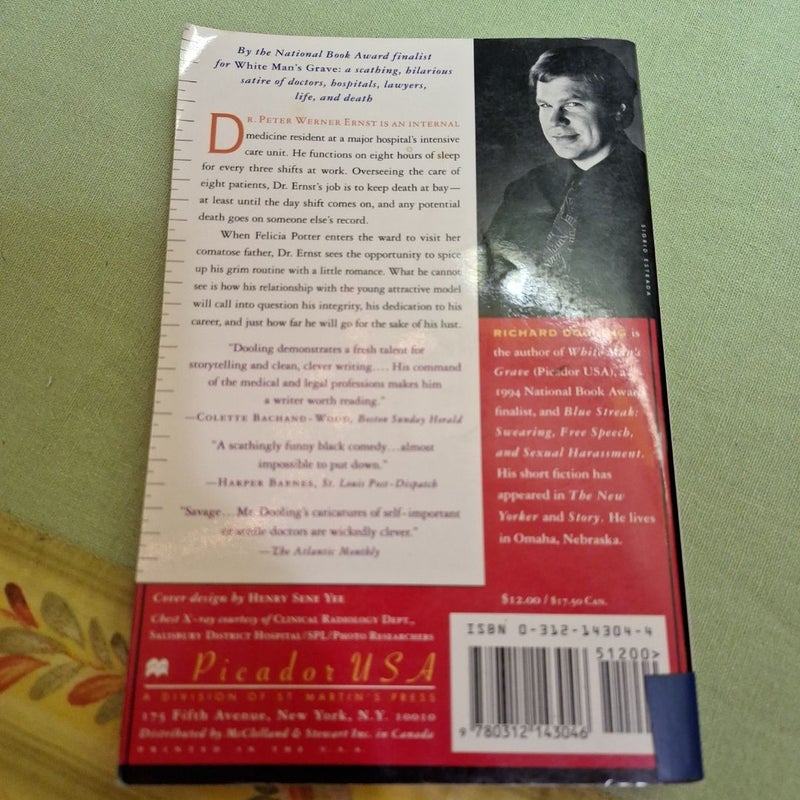 By the National Book Award finalist
for White Man's Grave: a scathing, hilarious
satire of doctors, hospitals, lawyers,
life, and death
DR. PETER WERNER ERNST IS AN INTERNAL
medicine resident at a major hospital's intensive
care unit. He functions on eight hours of sleep
for every three shifts at work. Overseeing the care of
eight patients, Dr. Ernst's job is to keep death at bay—
at least until the day shift comes on, and any potential
death goes on someone else's record.
When Felicia Potter enters the ward to visit her
comatose father, Dr. Ernst sees the opportunity to spice
up his grim routine with a little romance. What he cannot
see is how his relationship with the young attractive model
will call into question his integrity, his dedication to his
career, and just how far he will go for the sake of his lust.
"Dooling demonstrates a fresh talent for
storytelling and clean, clever writing.... His command
of the medical and legal professions makes him
a writer worth reading."
—COLETTE BACHAND-WOOD, Boston Sunday Herald
"A scathingly funny black comedy...almost
impossible to put down."
—HARPER BARNES, St. Louis Post-Dispatch
"Savage... Mr. Dooling's caricatures of self-important
or senile doctors are wickedly clever."
—The Atlantic Monthly
SIGRID ESTRADA
RICHARD DOOLING is
the author of White Man's
Grave (Picador USA), a
1994 National Book Award
finalist, and Blue Streak:
Swearing, Free Speech,
and Sexual Harassment.
His short fiction has
appeared in The New
Yorker and Story. He lives
in Omaha, Nebraska.
Cover design by HENRY SENE YEE
Chest X-ray courtesy of CLINICAL RADIOLOGY DEPT.,
SALISBURY DISTRICT HOSPITAL/SPL/PHOTO RESEARCHERS
Picador USA
A DIVISION OF ST. MARTIN'S PRESS
175 Fifth Avenue, New York, N.Y. 10010
Distributed by McClelland & Stewart Inc. in Canada
PRINTED IN THE U.S.A.
$12.00 / $17.50 CAN.
ISBN 0-312-14304-4
51200>
9 780312 143046